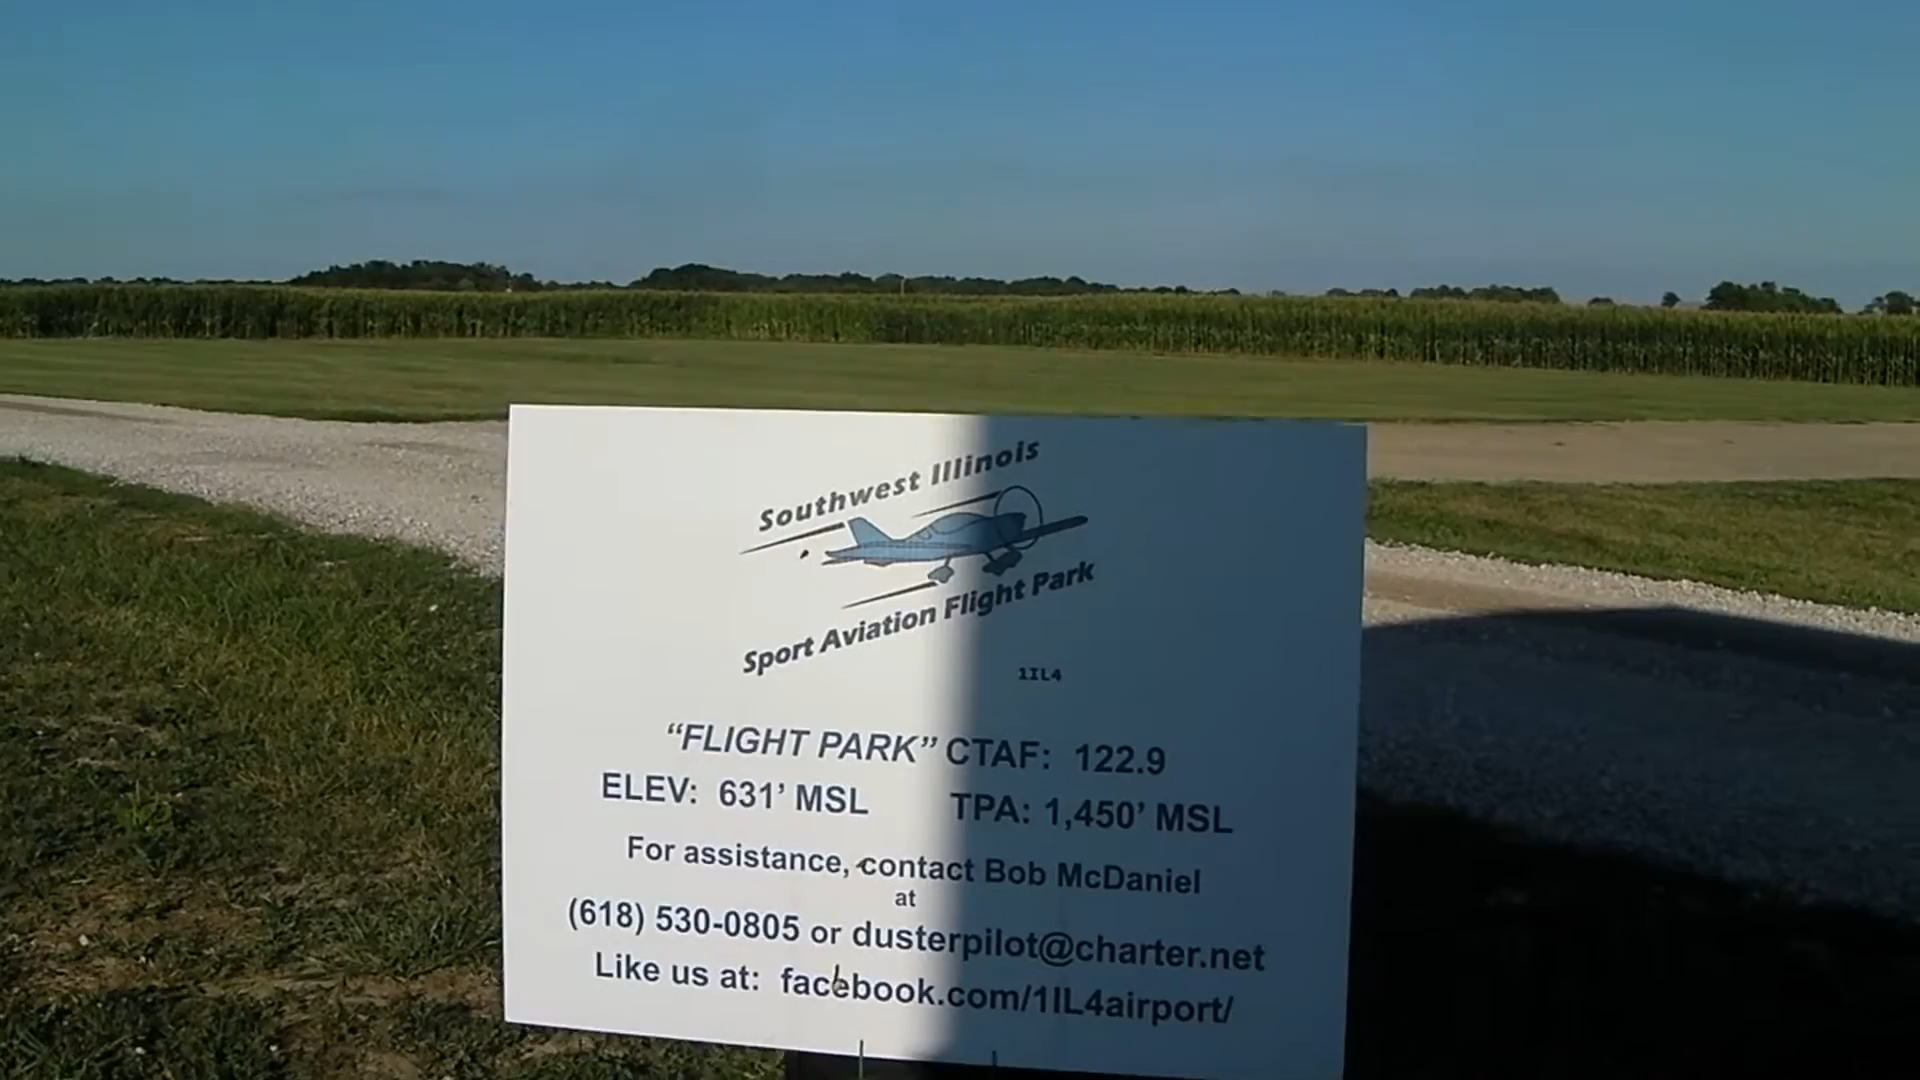 Southwest Illinois
Sport Aviation Flight Park
1IL4
“FLIGHT PARK” CTAF: 122.9
ELEV: 631’ MSL TPA: 1,450’ MSL
For assistance, contact Bob McDaniel
at
(618) 530-0805 or dusterpilot@charter.net
Like us at: facebook.com/1IL4airport/